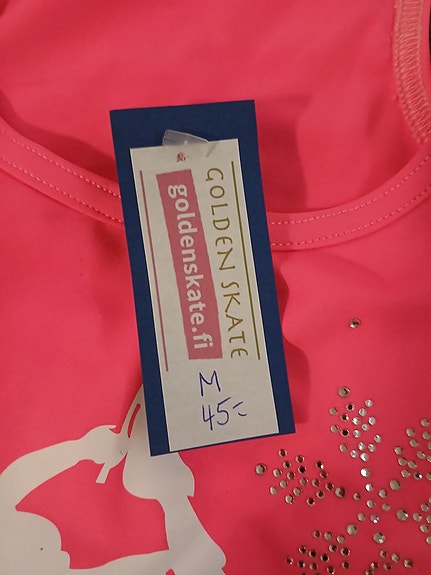 GOLDEN SKATE
goldenskate.fi
M
45-